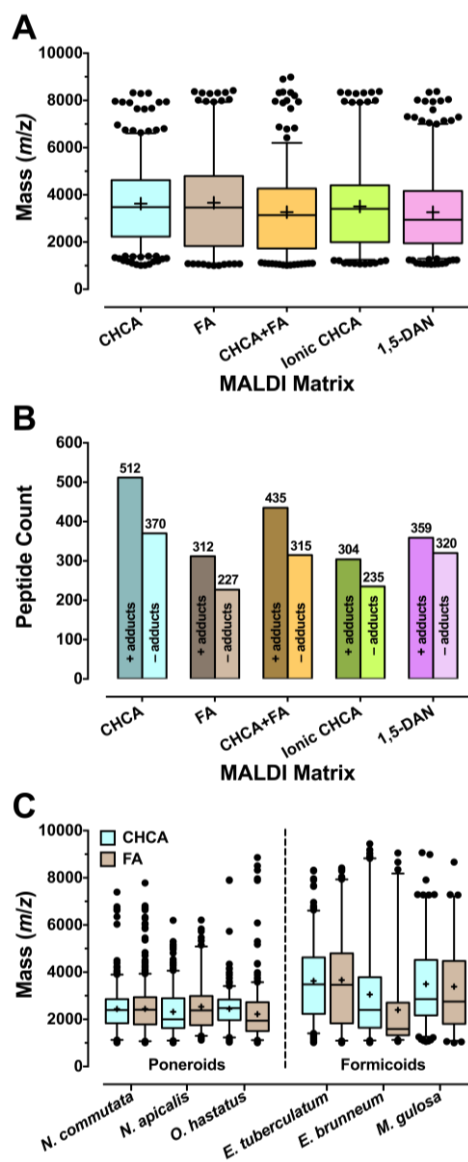 A
10000
8000
6000
4000
2000
0
Mass (m/z)
CHCA
FA
CHCA+FA
Ionic CHCA
1,5-DAN
MALDI Matrix
B
600
500
400
300
200
100
0
Peptide Count
512
370
312
227
435
315
304
235
359
320
+ adducts
– adducts
+ adducts
– adducts
+ adducts
– adducts
+ adducts
– adducts
+ adducts
– adducts
CHCA
FA
CHCA+FA
Ionic CHCA
1,5-DAN
MALDI Matrix
C
10000
8000
6000
4000
2000
0
Mass (m/z)
CHCA
FA
Poneroids
Formicoids
N. commutata
N. apicalis
O. hastatus
E. tuberculatum
E. brunneum
M. gulosa